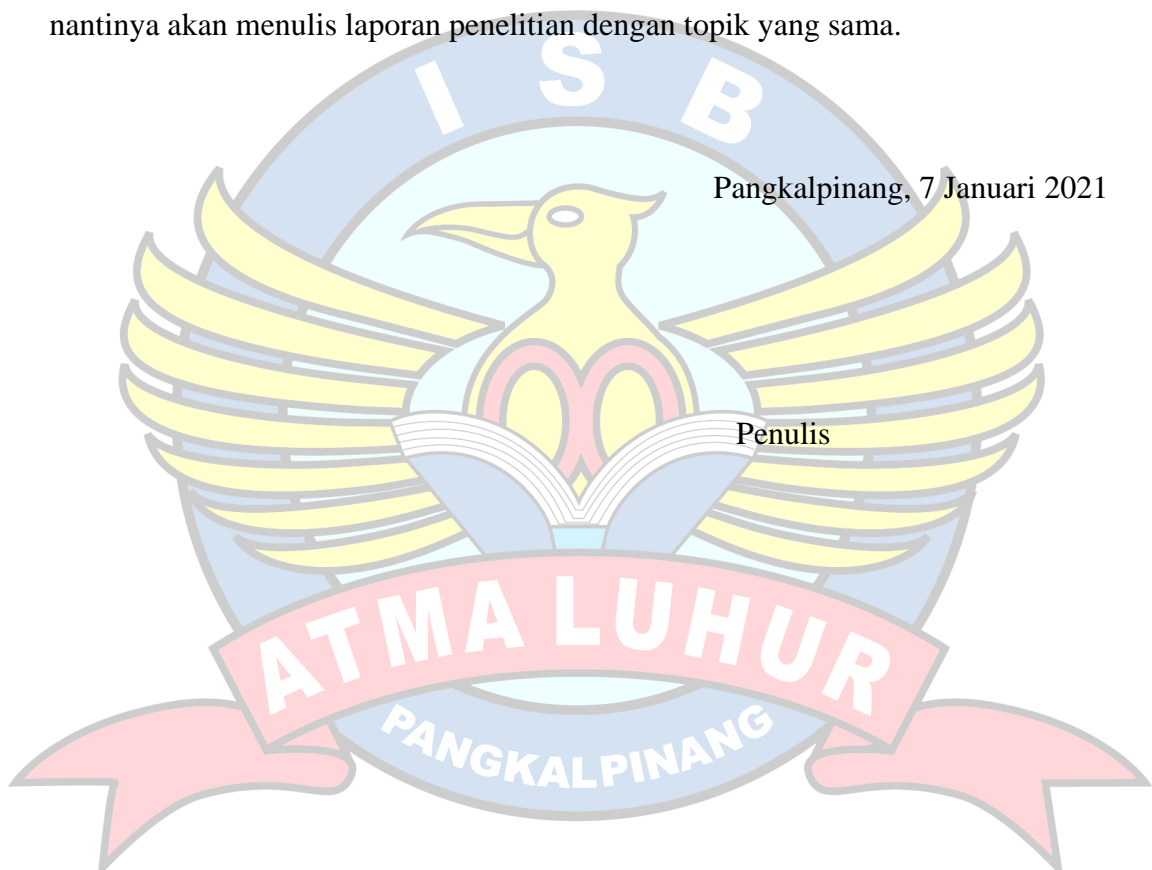 nantinya akan menulis laporan penelitian dengan topik yang sama.
I S B
Pangkalpinang, 7 Januari 2021
Penulis
ATMA LUHUR
PANGKALPINANG